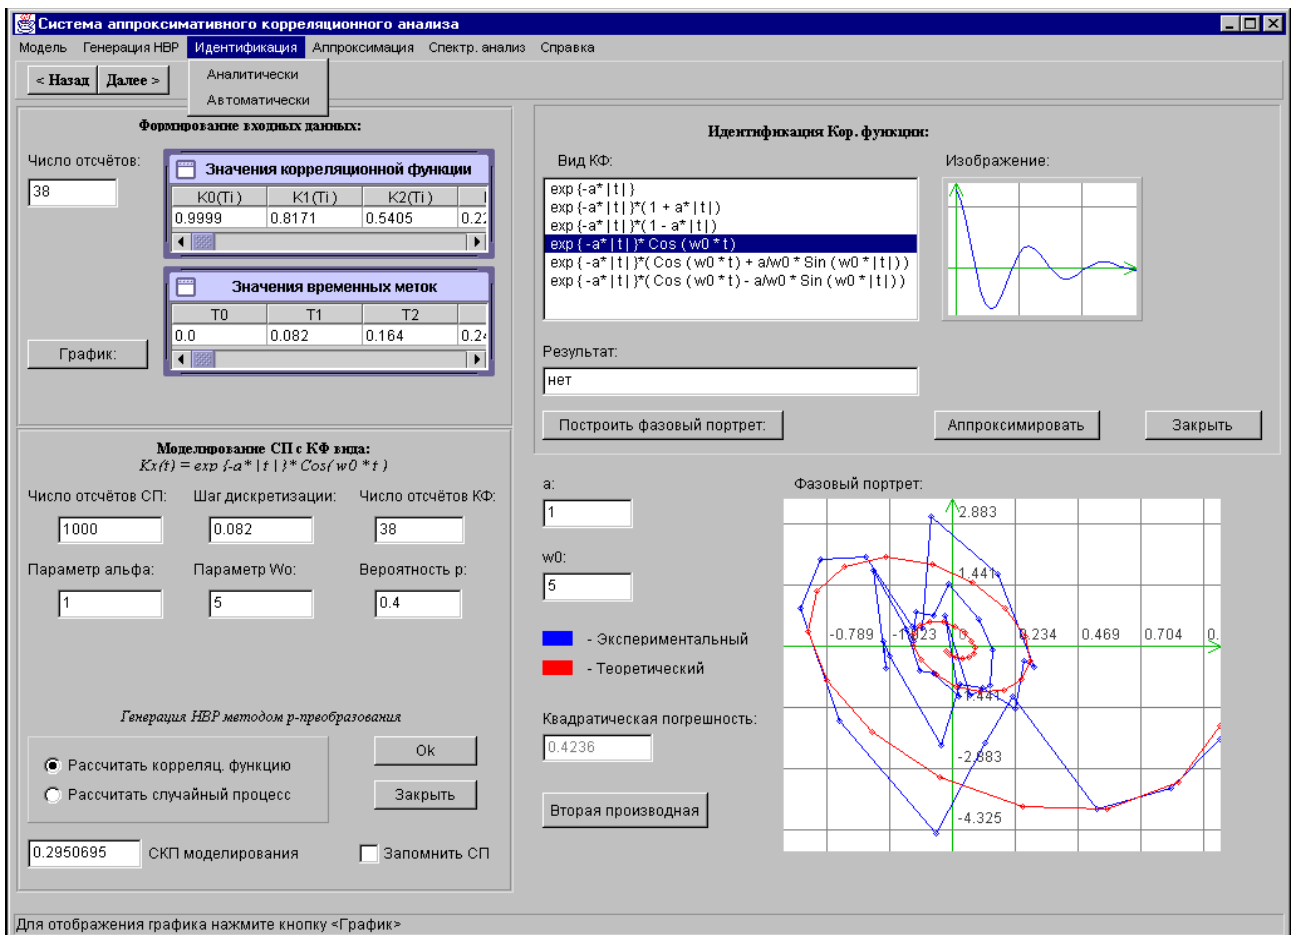 Система аппроксимативного корреляционного анализа
Модель Генерация НВР Идентификация Аппроксимация Спектр. анализ Справка
< Назад Далее >
Аналитически
Автоматически
Формирование входных данных:
Число отсчётов:
38
Значения корреляционной функции
K0(Ti) K1(Ti) K2(Ti)
0.9999 0.8171 0.5405 0.22
Значения временных меток
T0 T1 T2
0.0 0.082 0.164 0.24
График:
Моделирование СП с КФ вида:
Kx(t) = exp {-a* | t | }* Cos( w0 * t )
Число отсчётов СП: Шаг дискретизации: Число отсчётов КФ:
1000 0.082 38
Параметр альфа: Параметр Wo: Вероятность p:
1 5 0.4
Генерация НВР методом p-преобразования
Рассчитать корреляц. функцию
Рассчитать случайный процесс
Ok
Закрыть
0.2950695 СКП моделирования Запомнить СП
Идентификация Кор. функции:
Вид КФ:
exp {-a* | t | }
exp {-a* | t | }*( 1 + a* | t | )
exp {-a* | t | }*( 1 - a* | t | )
exp { -a* | t | }* Cos ( w0 * t )
exp { -a* | t | }*( Cos ( w0 * t ) + a/w0 * Sin ( w0 * | t | ) )
exp { -a* | t | }*( Cos ( w0 * t ) - a/w0 * Sin ( w0 * | t | ) )
Изображение:
Результат:
нет
Построить фазовый портрет: Аппроксимировать Закрыть
a:
1
w0:
5
- Экспериментальный
- Теоретический
Квадратическая погрешность:
0.4236
Вторая производная
Фазовый портрет:
2.883
1.441
-0.789 0.234 0.469 0.704 0.
-1.441
-2.883
-4.325
Для отображения графика нажмите кнопку <График>